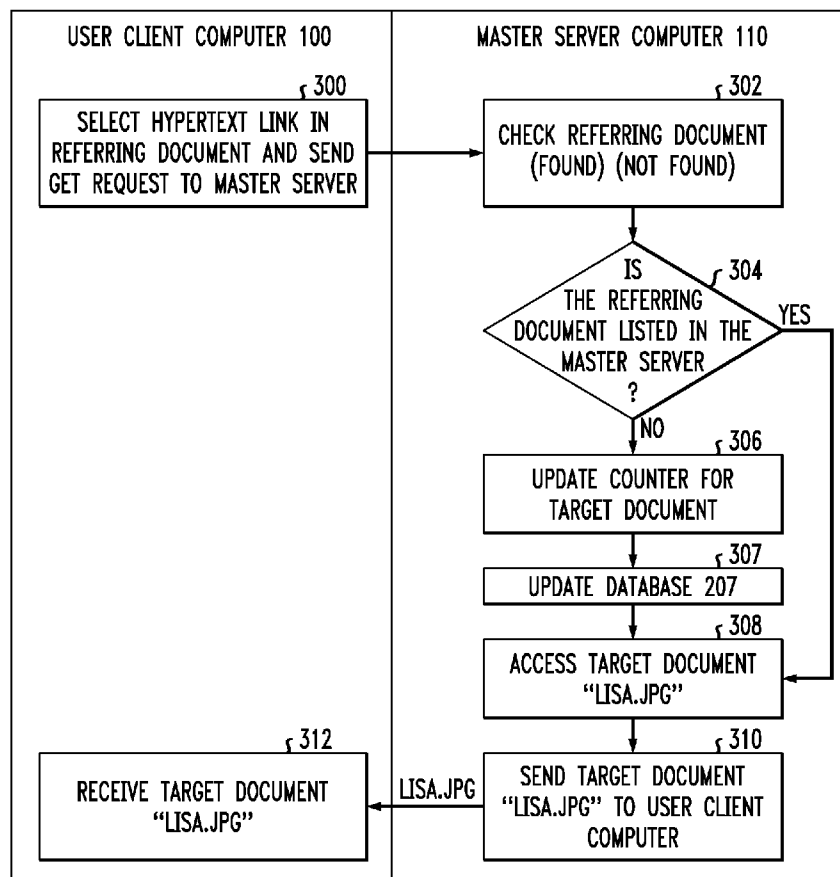 USER CLIENT COMPUTER 100
MASTER SERVER COMPUTER 110
300
SELECT HYPERTEXT LINK IN
REFERRING DOCUMENT AND SEND
GET REQUEST TO MASTER SERVER
302
CHECK REFERRING DOCUMENT
(FOUND) (NOT FOUND)
304
IS
THE REFERRING
DOCUMENT LISTED IN THE
MASTER SERVER
?
YES
NO
306
UPDATE COUNTER FOR
TARGET DOCUMENT
307
UPDATE DATABASE 207
308
ACCESS TARGET DOCUMENT
“LISA.JPG”
310
SEND TARGET DOCUMENT
“LISA.JPG” TO USER CLIENT
COMPUTER
LISA.JPG
312
RECEIVE TARGET DOCUMENT
“LISA.JPG”